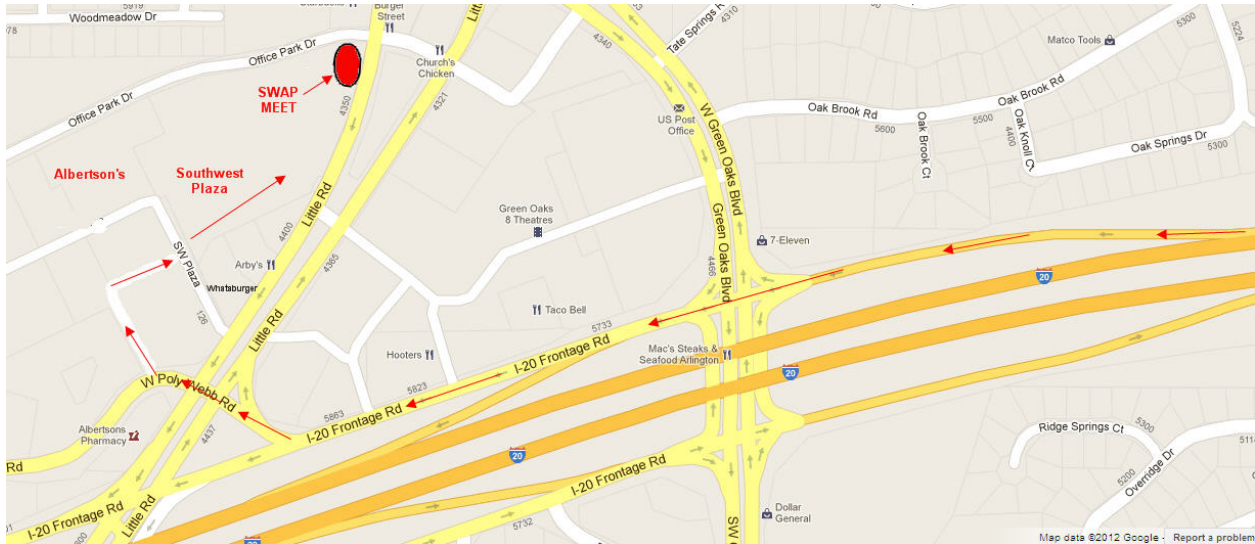 5919
Woodmeadow Dr
Burger
Street
Little
Office Park Dr
Church's
Chicken
SWAP
MEET
4350
4321
4340
Tate Springs R
4310
W Green Oaks Blvd
US Post
Office
Matco Tools
5300
5224
Oak Brook Rd
Oak Brook Rd
5600
5500
Oak Brook Ct
Oak Knoll Ct
4400
Oak Springs Dr
5300
Office Park Dr
Albertson's
Southwest
Plaza
Little Rd
4400
4365
Green Oaks
8 Theatres
Green Oaks Blvd
4466
7-Eleven
SW Plaza
Arby's
Whataburger
126
Little Rd
Taco Bell
5733
I-20 Frontage Rd
Mac's Steaks &
Seafood Arlington
20
20
Hooters
5823
W Poly Webb Rd
5863
I-20 Frontage Rd
Albertsons
Pharmacy
4437
Rd
I-20 Frontage Rd
Little Rd
20
20
I-20 Frontage Rd
5732
Dollar
General
SW
Ridge Springs Ct
5300
Overridge Dr
5200
Map data ©2012 Google - Report a problem